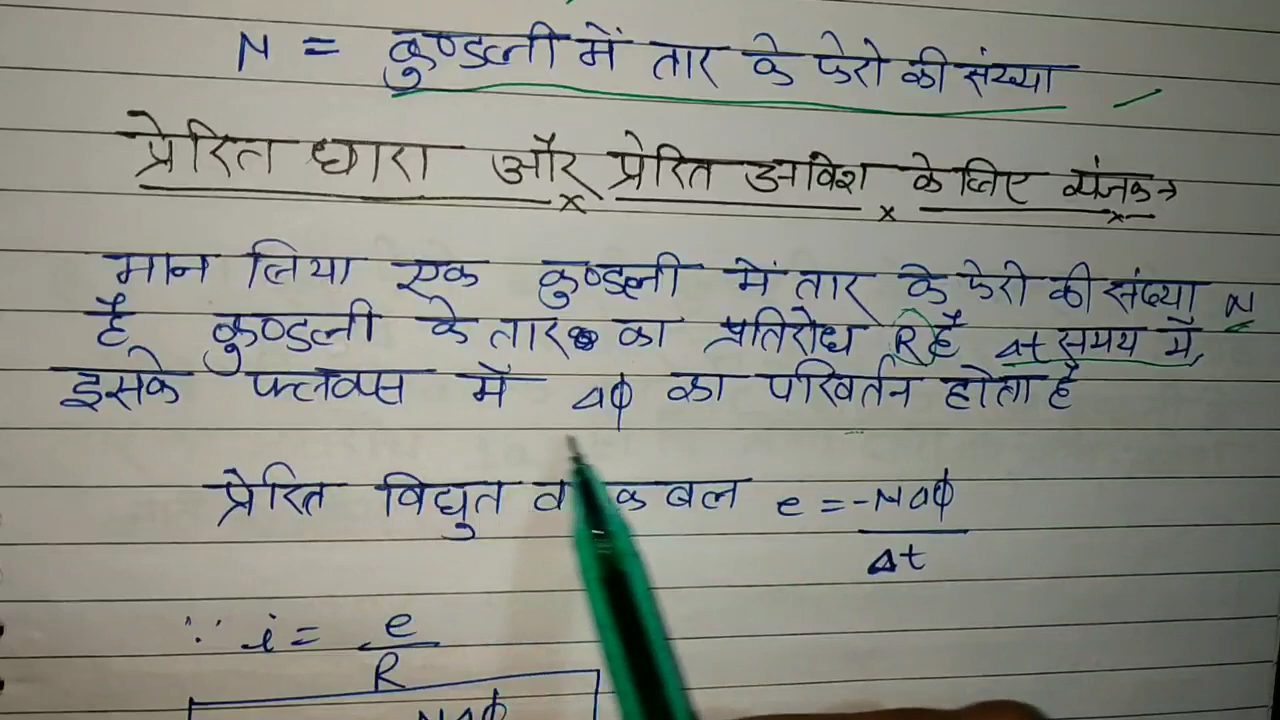 N = कुण्डली में तार के फेरो की संख्या
प्रेरित धारा और प्रेरित आवेश के लिए व्यंजक →
मान लिया एक कुण्डली में तार के फेरो की संख्या N
है कुण्डली के तार का प्रतिरोध R है Δt समय में,
इसके फ्लक्स में Δφ का परिवर्तन होता है
प्रेरित विद्युत बल e = -NΔφ
Δt
∵ i = e
R
NΔφ